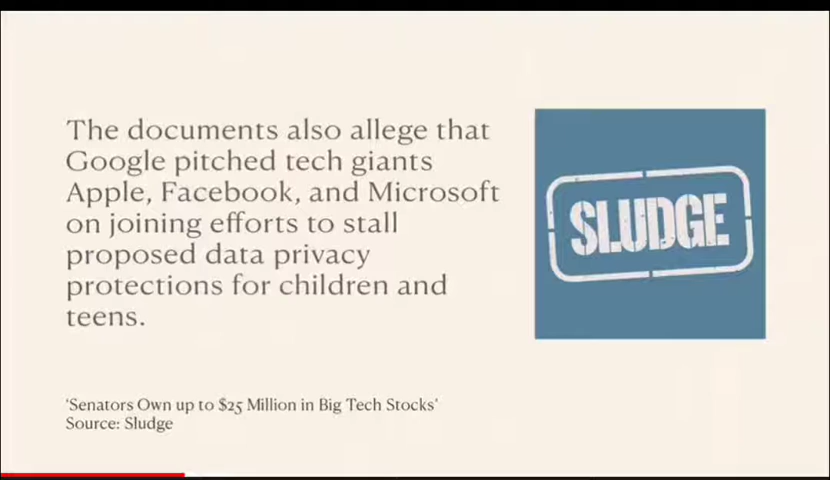 The documents also allege that
Google pitched tech giants
Apple, Facebook, and Microsoft
on joining efforts to stall
proposed data privacy
protections for children and
teens.
SLUDGE
‘Senators Own up to $25 Million in Big Tech Stocks’
Source: Sludge